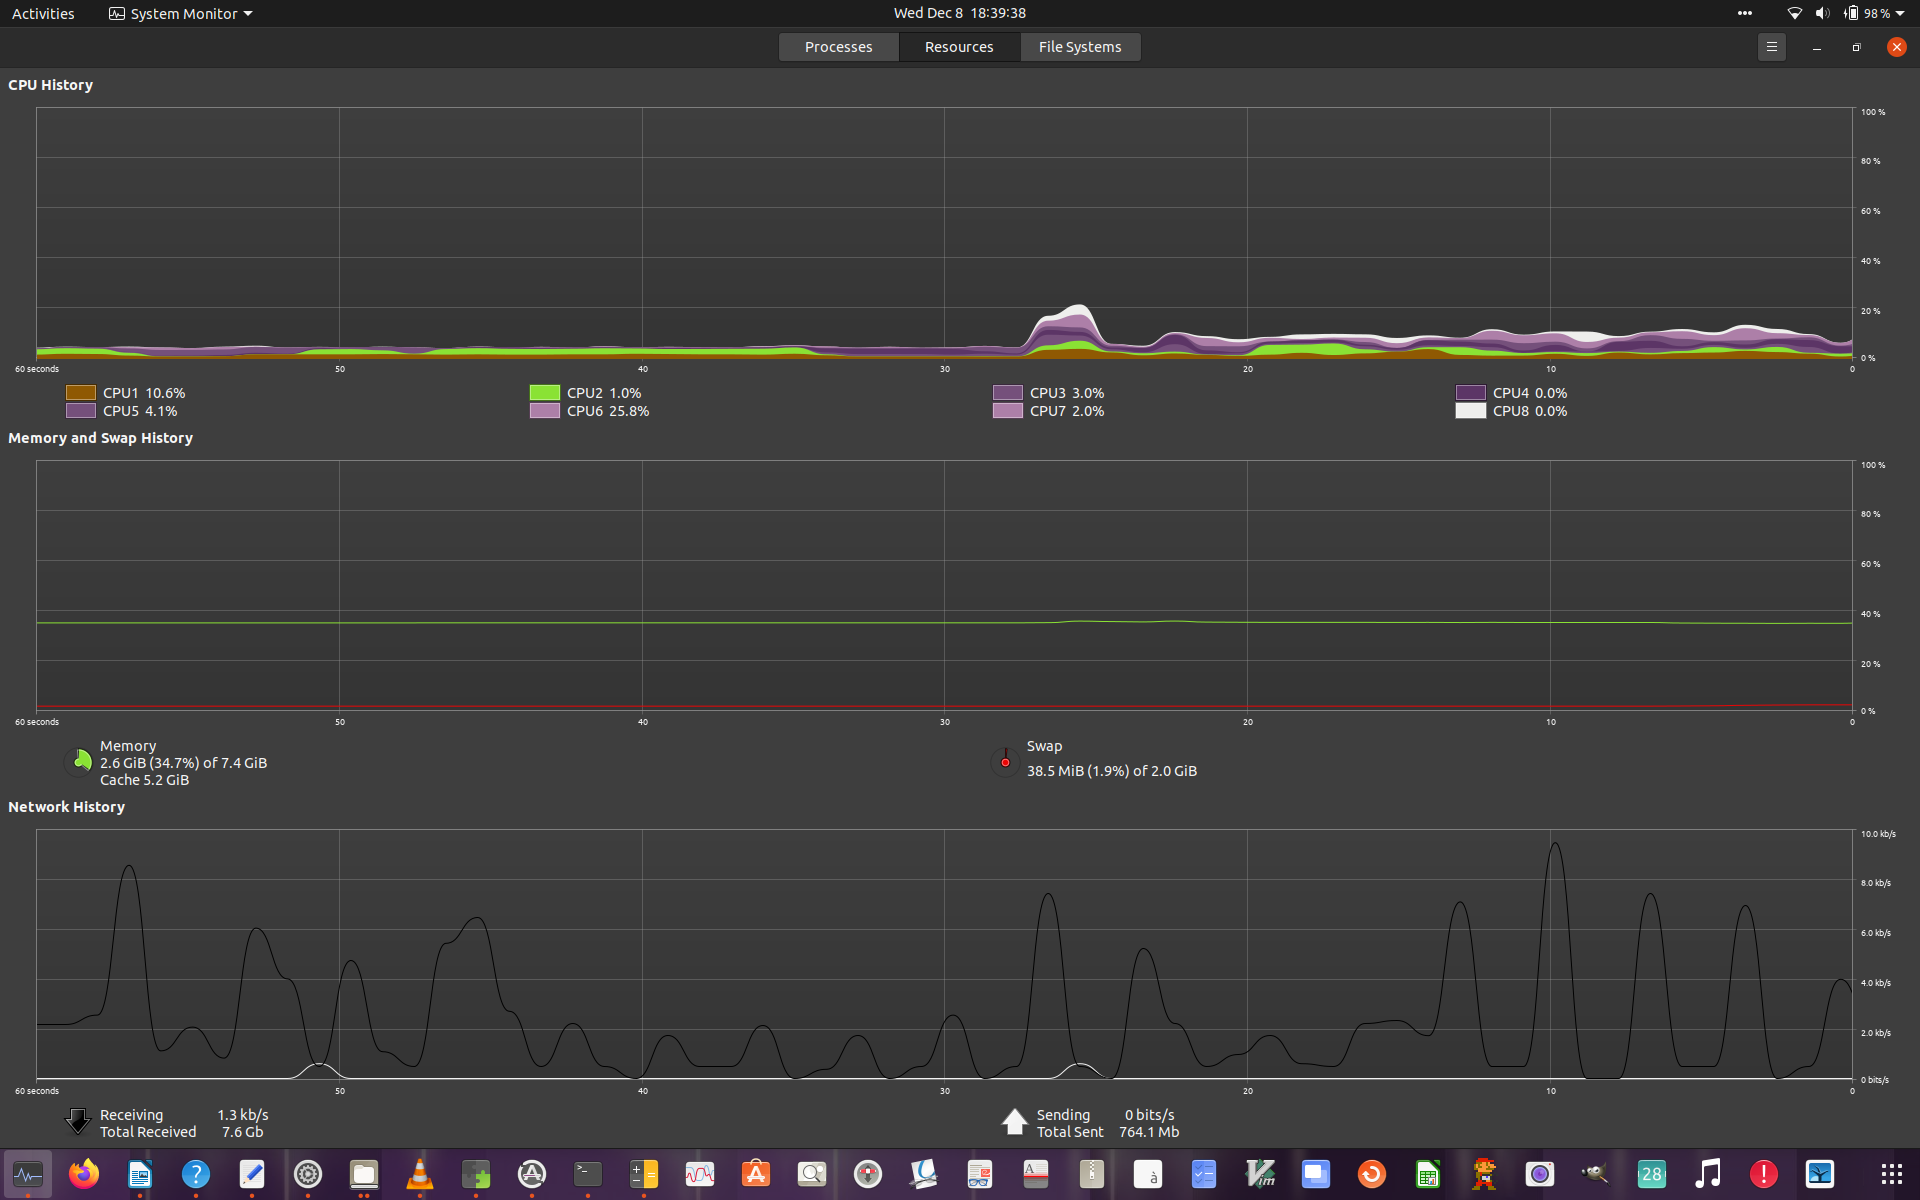 Activities System Monitor Wed Dec 8 18:39:38 98 %
Processes Resources File Systems
CPU History
100 %
80 %
60 %
40 %
20 %
0 %
60 seconds 50 40 30 20 10 0
CPU1 10.6% CPU2 1.0% CPU3 3.0% CPU4 0.0%
CPU5 4.1% CPU6 25.8% CPU7 2.0% CPU8 0.0%
Memory and Swap History
100 %
80 %
60 %
40 %
20 %
0 %
60 seconds 50 40 30 20 10 0
Memory Swap
2.6 GiB (34.7%) of 7.4 GiB 38.5 MiB (1.9%) of 2.0 GiB
Cache 5.2 GiB
Network History
10.0 kb/s
8.0 kb/s
6.0 kb/s
4.0 kb/s
2.0 kb/s
0 bits/s
60 seconds 50 40 30 20 10 0
Receiving 1.3 kb/s Sending 0 bits/s
Total Received 7.6 Gb Total Sent 764.1 Mb
? >_ A à Vim 28 !